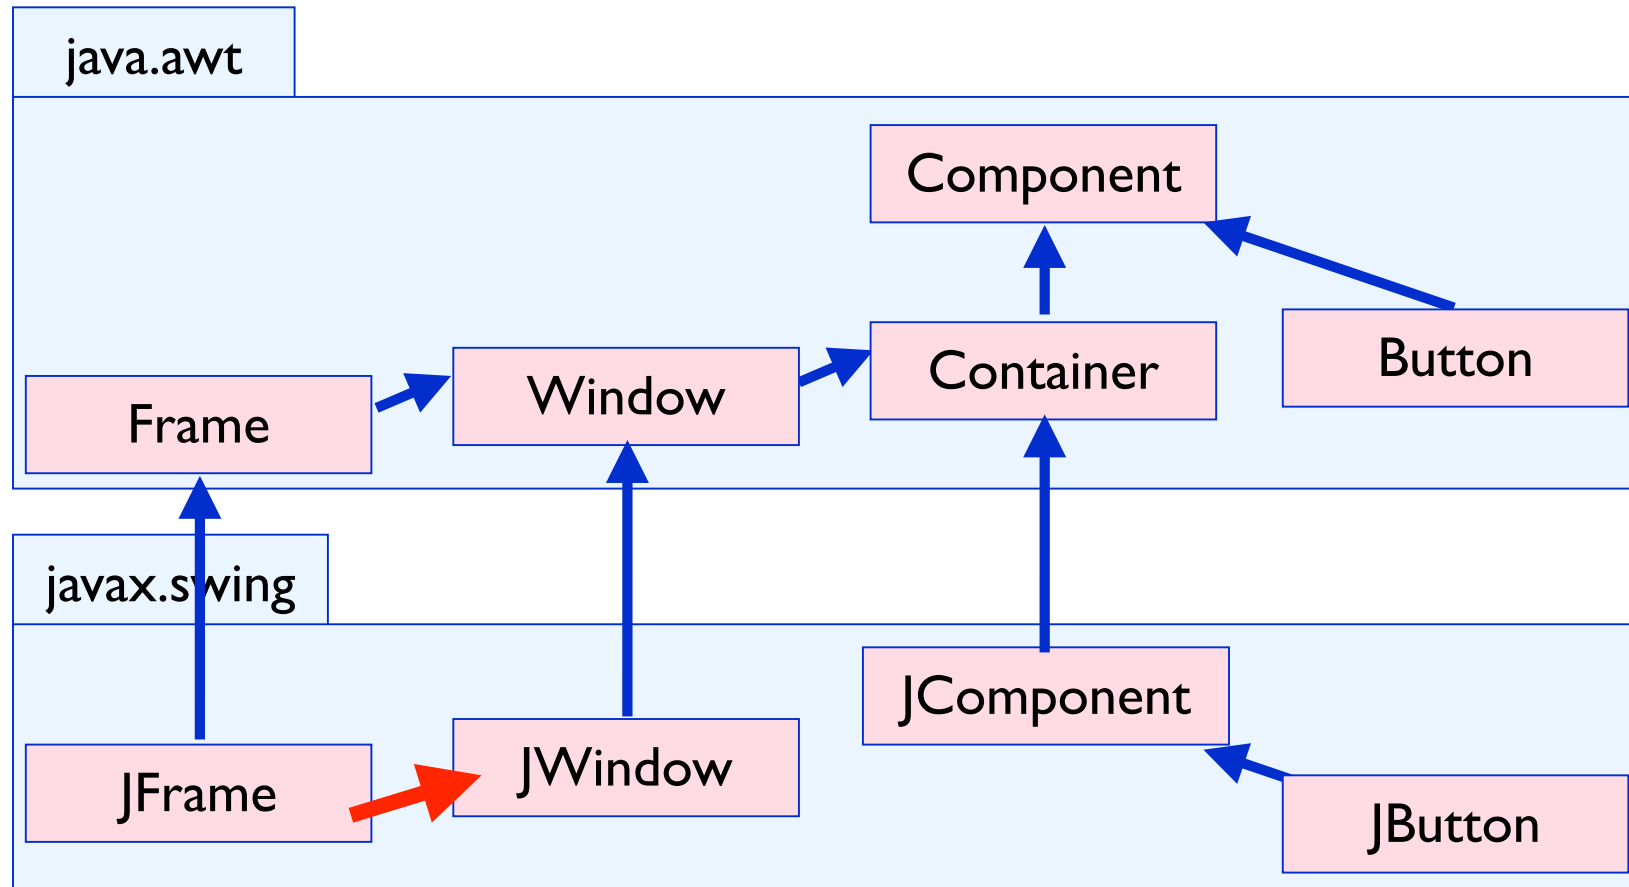 java.awt
Component
Container
Button
Window
Frame
javax.swing
JComponent
JWindow
JFrame
JButton